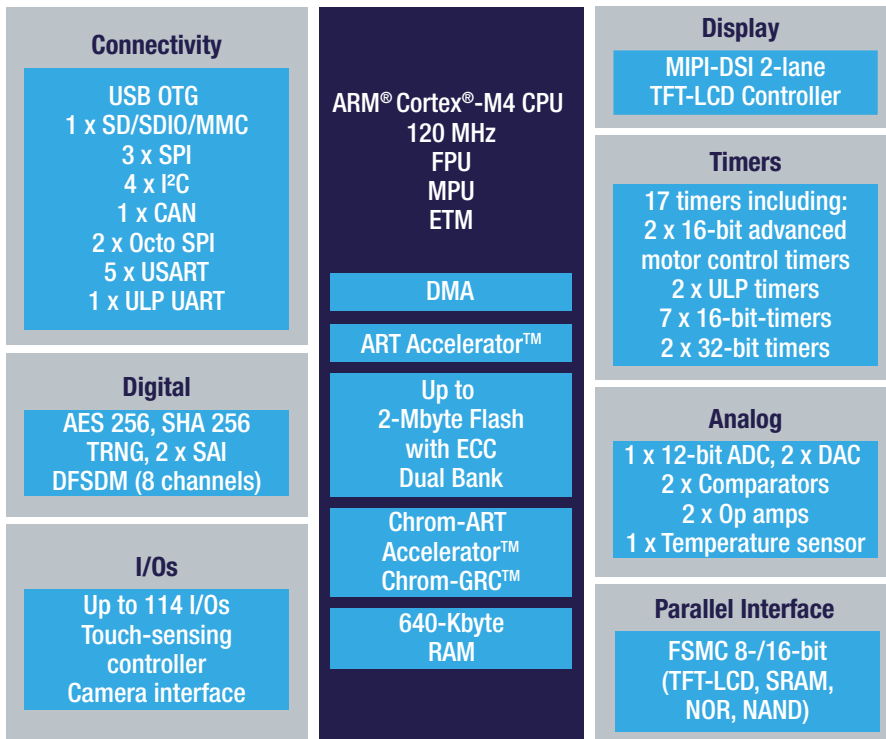 Connectivity
USB OTG
1 x SD/SDIO/MMC
3 x SPI
4 x I²C
1 x CAN
2 x Octo SPI
5 x USART
1 x ULP UART
Digital
AES 256, SHA 256
TRNG, 2 x SAI
DFSDM (8 channels)
I/Os
Up to 114 I/Os
Touch-sensing
controller
Camera interface
ARM® Cortex®-M4 CPU
120 MHz
FPU
MPU
ETM
DMA
ART Accelerator™
Up to
2-Mbyte Flash
with ECC
Dual Bank
Chrom-ART
Accelerator™
Chrom-GRC™
640-Kbyte
RAM
Display
MIPI-DSI 2-lane
TFT-LCD Controller
Timers
17 timers including:
2 x 16-bit advanced
motor control timers
2 x ULP timers
7 x 16-bit-timers
2 x 32-bit timers
Analog
1 x 12-bit ADC, 2 x DAC
2 x Comparators
2 x Op amps
1 x Temperature sensor
Parallel Interface
FSMC 8-/16-bit
(TFT-LCD, SRAM,
NOR, NAND)